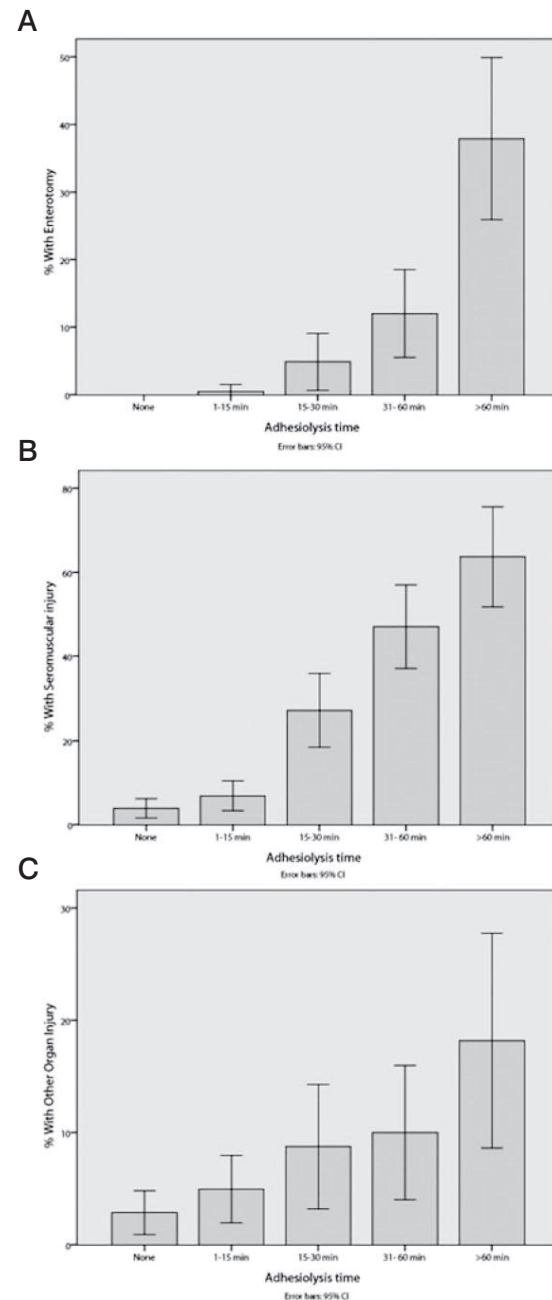 A
50
40
30
20
10
0
% With Enterotomy
None 1-15 min 15-30 min 31- 60 min >60 min
Adhesiolysis time
Error bars: 95% CI
B
80
60
40
20
0
% With Seromuscular injury
None 1-15 min 15-30 min 31- 60 min >60 min
Adhesiolysis time
Error bars: 95% CI
C
30
20
10
0
% With Other Organ Injury
None 1-15 min 15-30 min 31- 60 min >60 min
Adhesiolysis time
Error bars: 95% CI